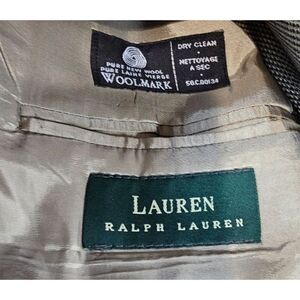 PURE NEW WOOL
PURE LAINE VIERGE
WOOLMARK
DRY CLEAN
NETTOYAGE
A SEC
LAUREN
RALPH LAUREN